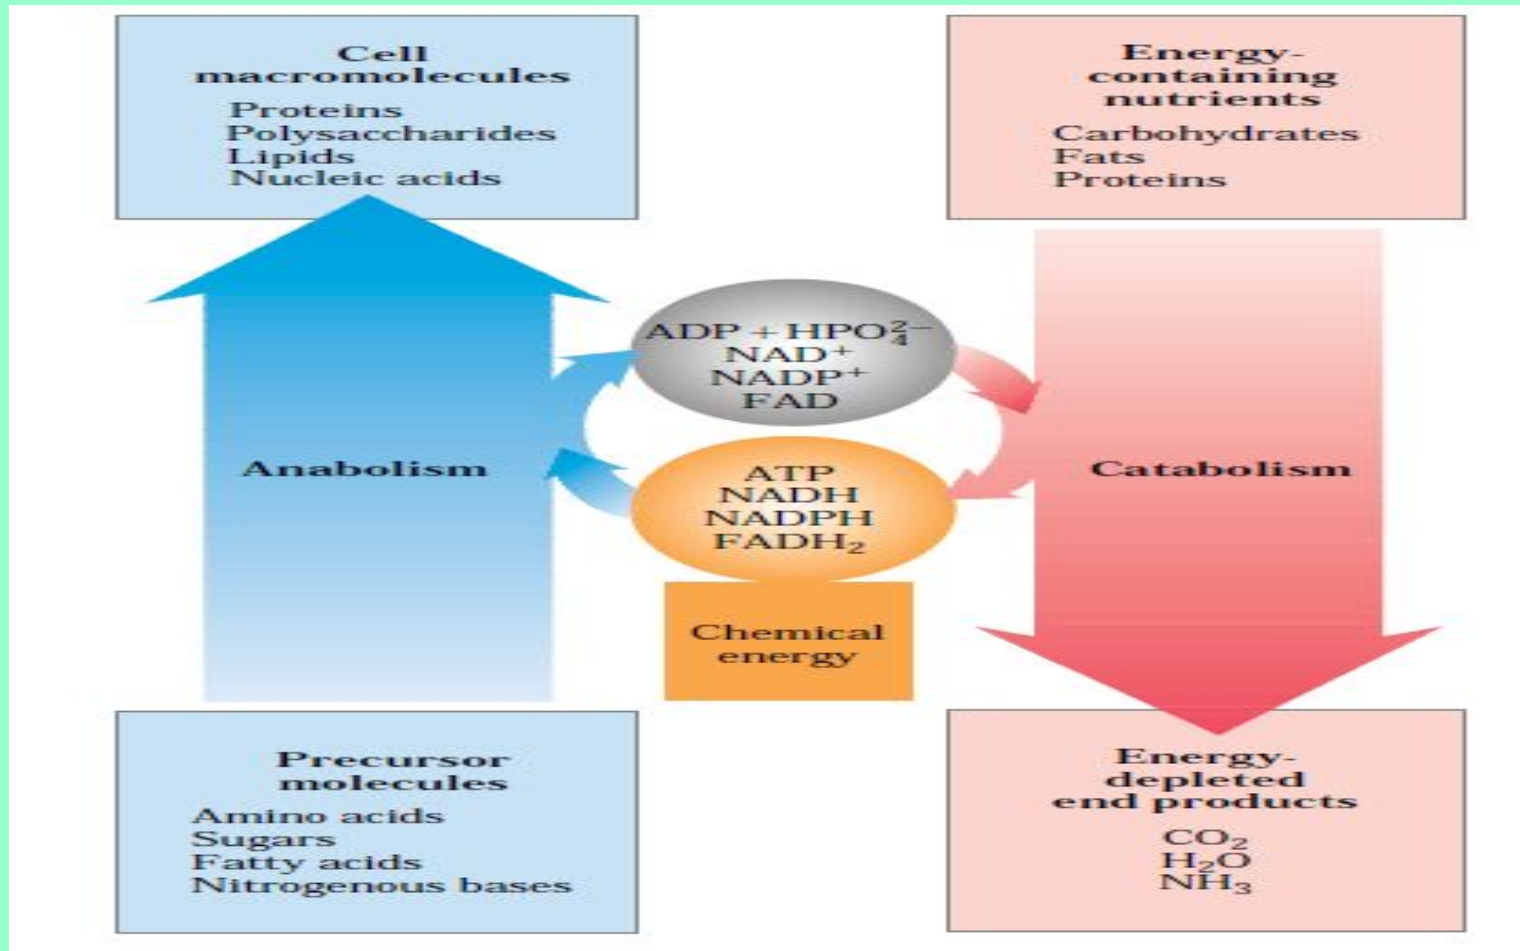 Cell
macromolecules
Proteins
Polysaccharides
Lipids
Nucleic acids
Energy-
containing
nutrients
Carbohydrates
Fats
Proteins
ADP + HPO₄²⁻
NAD⁺
NADP⁺
FAD
Anabolism
ATP
NADH
NADPH
FADH₂
Catabolism
Chemical
energy
Precursor
molecules
Amino acids
Sugars
Fatty acids
Nitrogenous bases
Energy-
depleted
end products
CO₂
H₂O
NH₃